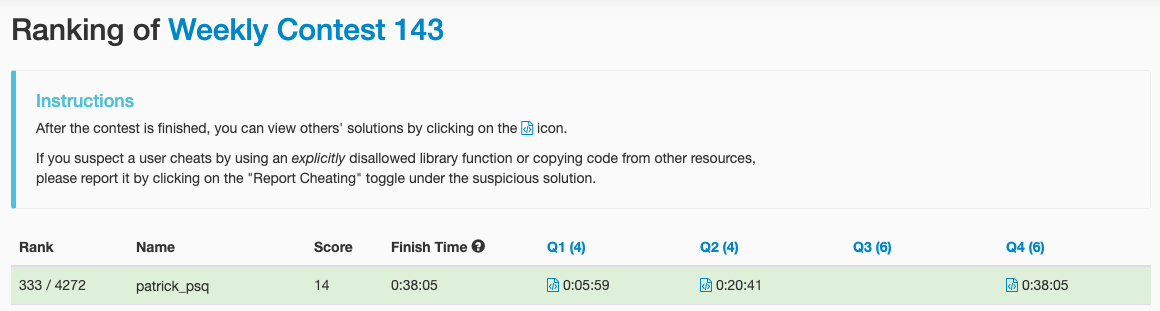 Ranking of Weekly Contest 143
Instructions
After the contest is finished, you can view others' solutions by clicking on the icon.
If you suspect a user cheats by using an explicitly disallowed library function or copying code from other resources,
please report it by clicking on the "Report Cheating" toggle under the suspicious solution.
Rank Name Score Finish Time Q1 (4) Q2 (4) Q3 (6) Q4 (6)
333 / 4272 patrick_psq 14 0:38:05 0:05:59 0:20:41 0:38:05